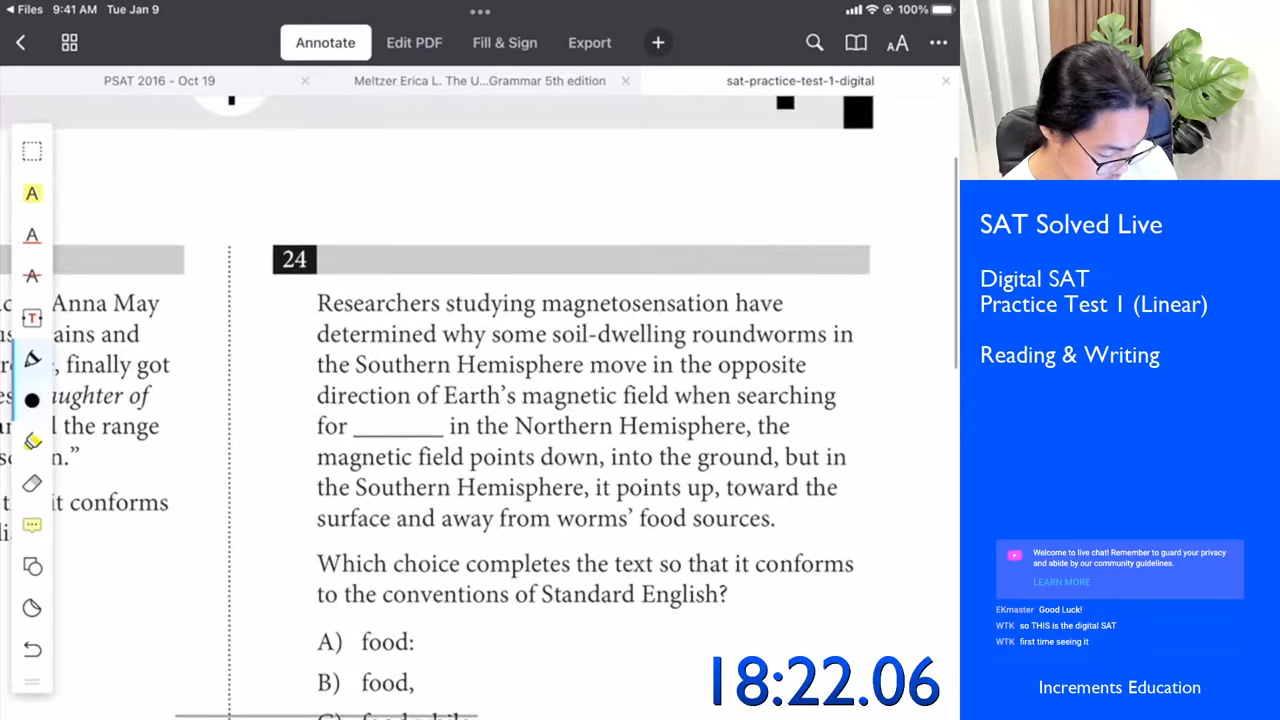 Files 9:41 AM Tue Jan 9
100%
Annotate Edit PDF Fill & Sign Export
AA
PSAT 2016 - Oct 19
Meltzer Erica L. The U...Grammar 5th edition
sat-practice-test-1-digital
A
A
A
T
Anna May
ains and
, finally got
aughter of
the range
n.”
it conforms
24
Researchers studying magnetosensation have
determined why some soil-dwelling roundworms in
the Southern Hemisphere move in the opposite
direction of Earth’s magnetic field when searching
for _______ in the Northern Hemisphere, the
magnetic field points down, into the ground, but in
the Southern Hemisphere, it points up, toward the
surface and away from worms’ food sources.
Which choice completes the text so that it conforms
to the conventions of Standard English?
A) food:
B) food,
18:22.06
SAT Solved Live
Digital SAT
Practice Test 1 (Linear)
Reading & Writing
Welcome to live chat! Remember to guard your privacy
and abide by our community guidelines.
LEARN MORE
EKmaster Good Luck!
WTK so THIS is the digital SAT
WTK first time seeing it
Increments Education